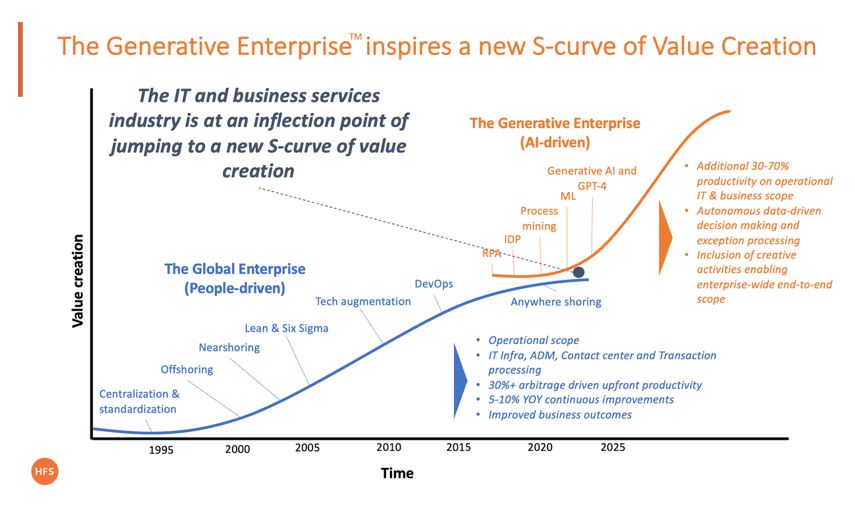 The Generative Enterprise™ inspires a new S-curve of Value Creation
The IT and business services
industry is at an inflection point of
jumping to a new S-curve of value
creation
The Generative Enterprise
(AI-driven)
Generative AI and
GPT-4
ML
Process
mining
IDP
RPA
• Additional 30-70%
productivity on operational
IT & business scope
• Autonomous data-driven
decision making and
exception processing
• Inclusion of creative
activities enabling
enterprise-wide end-to-end
scope
Value creation
The Global Enterprise
(People-driven)
DevOps
Tech augmentation
Anywhere shoring
Lean & Six Sigma
Nearshoring
Offshoring
Centralization &
standardization
• Operational scope
• IT Infra, ADM, Contact center and Transaction
processing
• 30%+ arbitrage driven upfront productivity
• 5-10% YOY continuous improvements
• Improved business outcomes
1995 2000 2005 2010 2015 2020 2025
Time
HFS